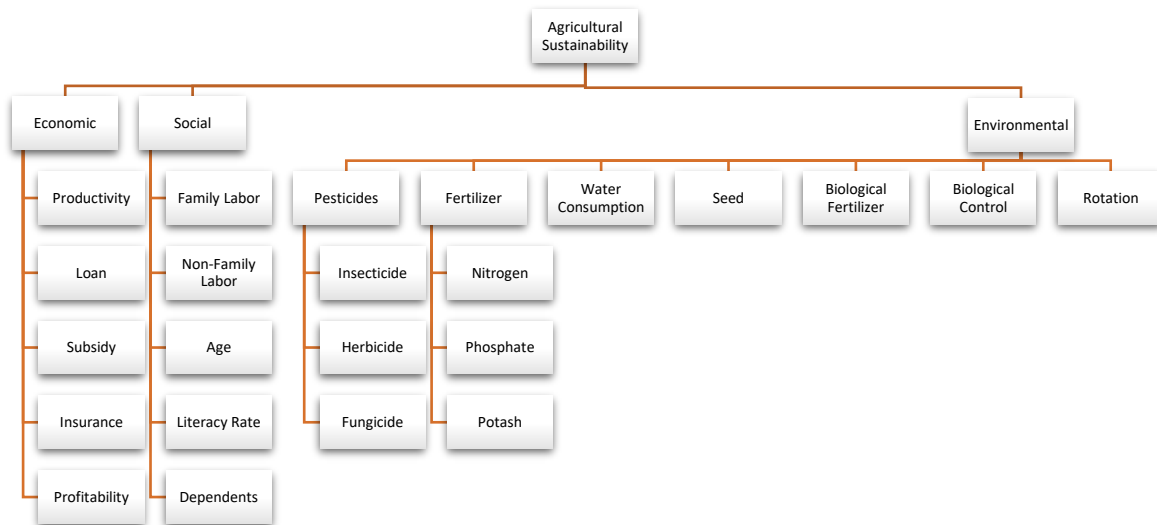 Agricultural
Sustainability
Economic
Social
Environmental
Productivity
Family Labor
Pesticides
Fertilizer
Water
Consumption
Seed
Biological
Fertilizer
Biological
Control
Rotation
Loan
Non-Family
Labor
Insecticide
Nitrogen
Subsidy
Age
Herbicide
Phosphate
Insurance
Literacy Rate
Fungicide
Potash
Profitability
Dependents